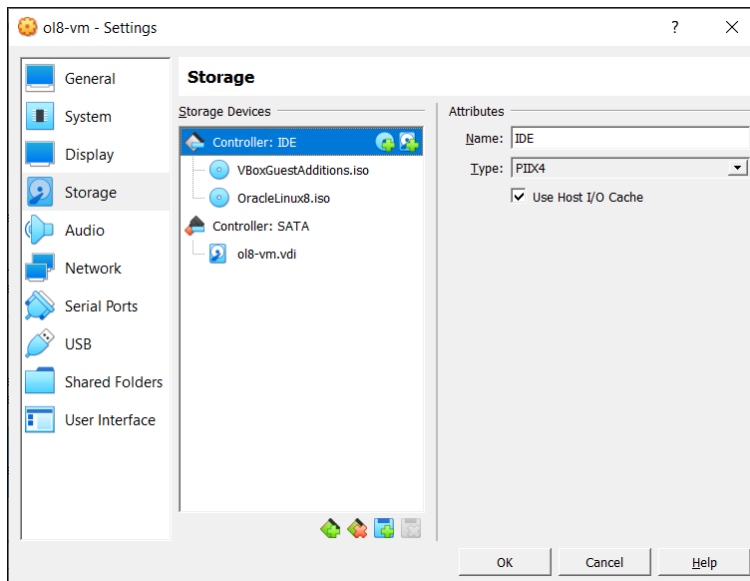 ol8-vm - Settings
?
General
System
Display
Storage
Audio
Network
Serial Ports
USB
Shared Folders
User Interface
Storage
Storage Devices
Controller: IDE
VBoxGuestAdditions.iso
OracleLinux8.iso
Controller: SATA
ol8-vm.vdi
Attributes
Name: IDE
Type: PIIX4
Use Host I/O Cache
OK Cancel Help